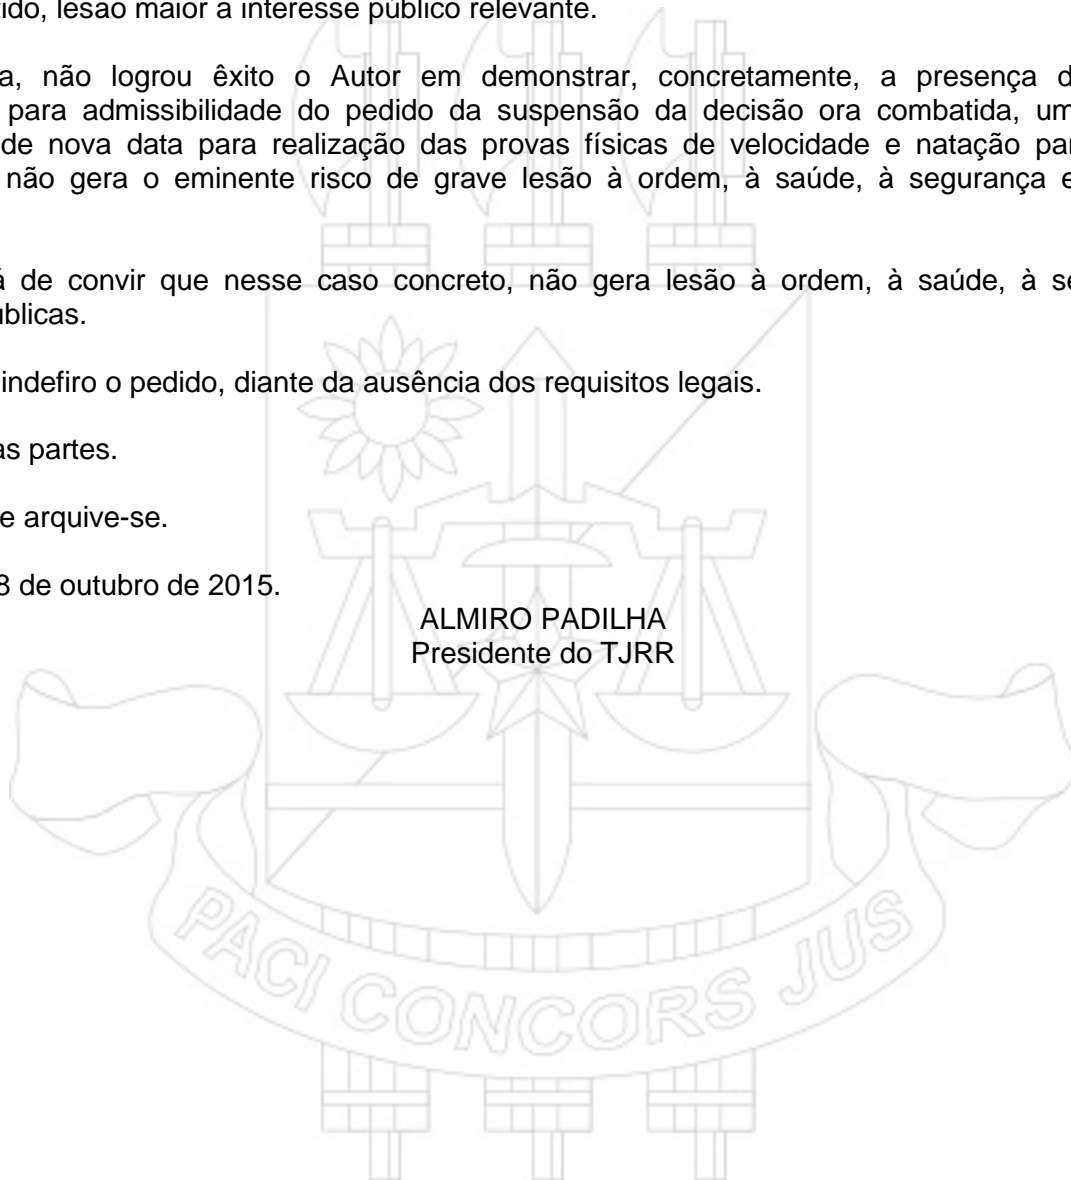 tido, lesão maior a interesse público relevante.
a, não logrou êxito o Autor em demonstrar, concretamente, a presença d
para admissibilidade do pedido da suspensão da decisão ora combatida, um
de nova data para realização das provas físicas de velocidade e natação par
não gera o eminente risco de grave lesão à ordem, à saúde, à segurança e
á de convir que nesse caso concreto, não gera lesão à ordem, à saúde, à se
úblicas.
indefiro o pedido, diante da ausência dos requisitos legais.
as partes.
e arquive-se.
8 de outubro de 2015.
ALMIRO PADILHA
Presidente do TJRR
PACI CONCORS JUS